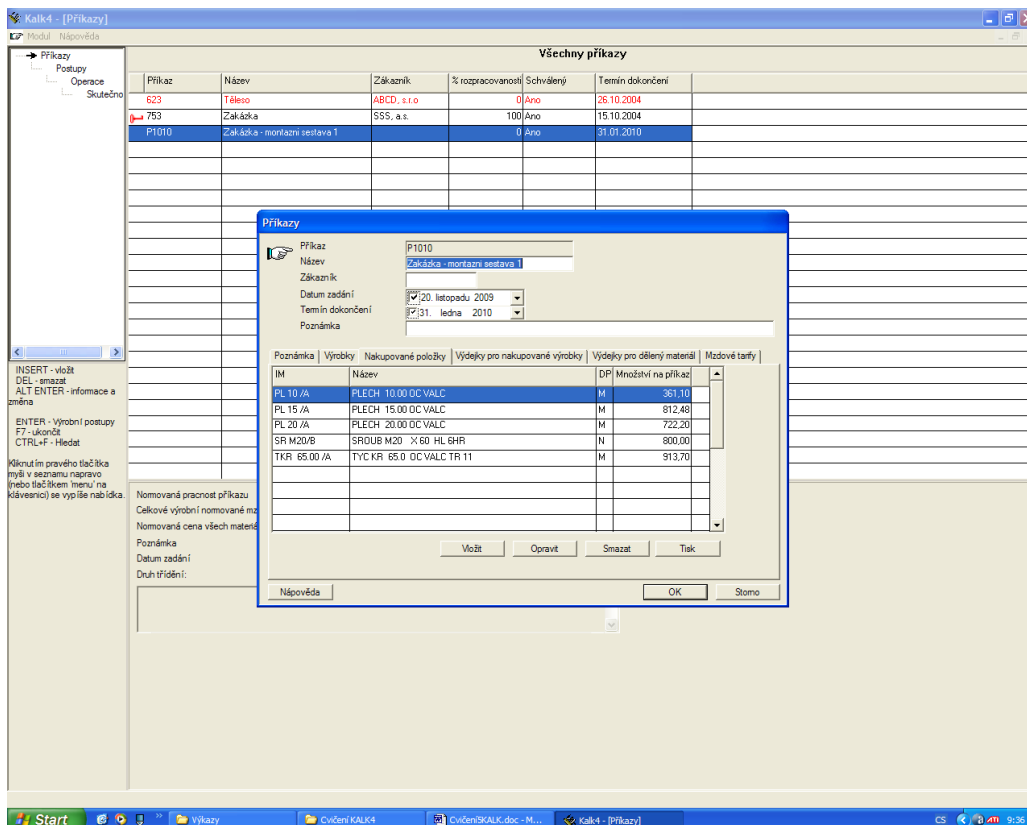 Kalk4 - [Příkazy]
Modul Nápověda
Příkazy
Postupy
Operace
Skutečno
Všechny příkazy
Příkaz Název Zákazník % rozpracovanosti Schválený Termín dokončení
623 Těleso ABCD, s.r.o 0 Ano 26.10.2004
753 Zakázka SSS, a.s. 100 Ano 15.10.2004
P1010 Zakázka - montazni sestava 1 0 Ano 31.01.2010
INSERT - vložit
DEL - smazat
ALT ENTER - informace a
změna
ENTER - Výrobní postupy
F7 - ukončit
CTRL+F - Hledat
Kliknutím pravého tlačítka
myši v seznamu napravo
(nebo tlačítkem 'menu' na
klávesnici) se vypíše nabídka.
Normovaná pracnost příkazu
Celkové výrobní normované mz
Normovaná cena všech materiá
Poznámka
Datum zadání
Druh třídění:
Příkazy
Příkaz P1010
Název Zakázka - montazni sestava 1
Zákazník
Datum zadání 20. listopadu 2009
Termín dokončení 31. ledna 2010
Poznámka
Poznámka Výrobky Nakupované položky Výdejky pro nakupované výrobky Výdejky pro dělený materiál Mzdové tarify
IM Název DP Množství na příkaz
PL 10 /A PLECH 10.00 OC VALC M 361,10
PL 15 /A PLECH 15.00 OC VALC M 812,48
PL 20 /A PLECH 20.00 OC VALC M 722,20
SR M20/B SROUB M20 X 60 HL 6HR N 800,00
TKR 65.00 /A TYC KR 65.0 OC VALC TR 11 M 913,70
Vložit Opravit Smazat Tisk
Nápověda OK Storno
Start Výkazy Cvičení KALK4 Cvičení5KALK.doc - M... Kalk4 - [Příkazy] CS 9:36